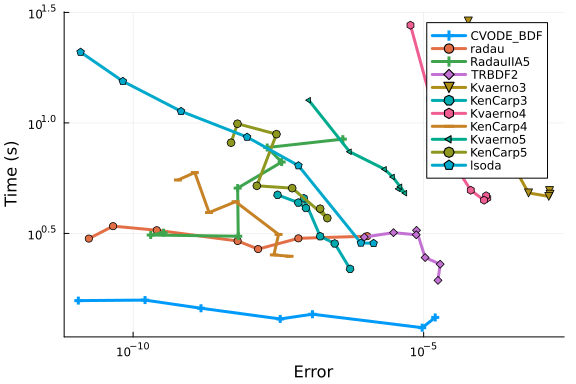 10^1.5
10^1.0
10^0.5
Time (s)
10^-10
10^-5
Error
CVODE_BDF
radau
RadauIIA5
TRBDF2
Kvaerno3
KenCarp3
Kvaerno4
KenCarp4
Kvaerno5
KenCarp5
lsoda